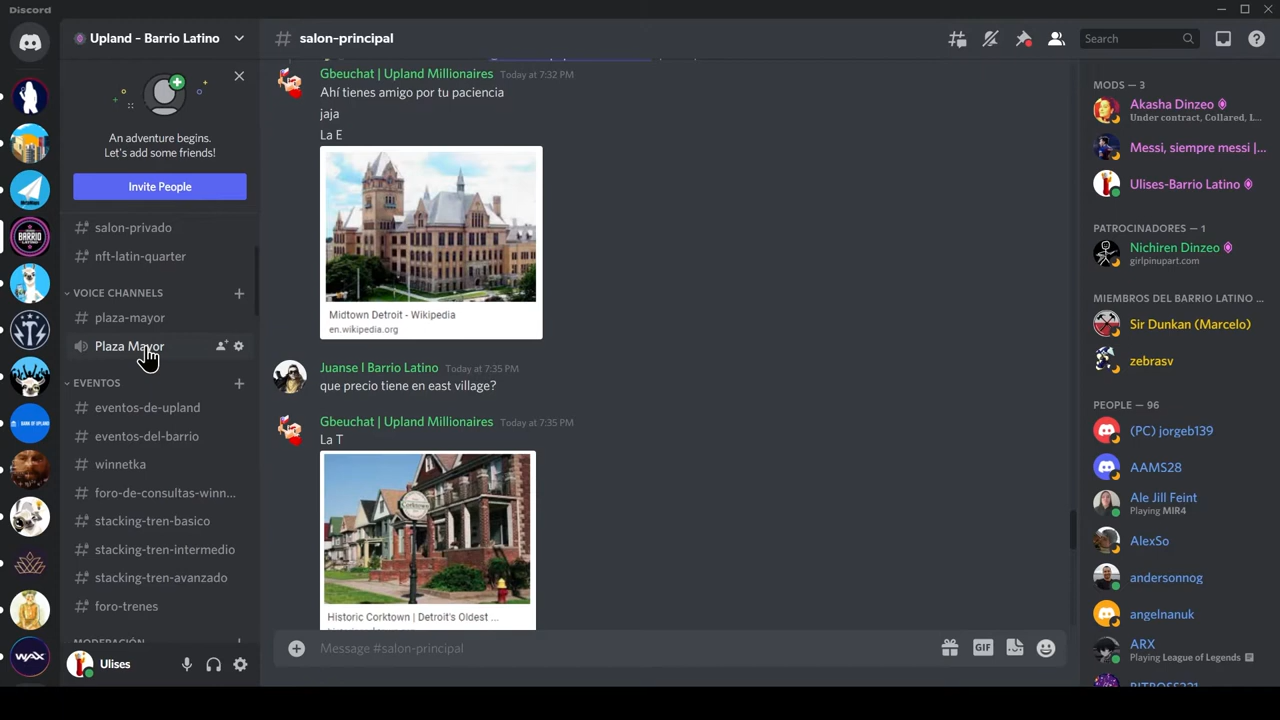 Discord
Upland - Barrio Latino
An adventure begins.
Let's add some friends!
Invite People
salon-privado
nft-latin-quarter
VOICE CHANNELS
plaza-mayor
Plaza Mayor
EVENTOS
eventos-de-upland
eventos-del-barrio
winnetka
foro-de-consultas-winn...
stacking-tren-basico
stacking-tren-intermedio
stacking-tren-avanzado
foro-trenes
MODERACIÓN
Ulises
# salon-principal
Search
Gbeuchat | Upland Millionaires Today at 7:32 PM
Ahí tienes amigo por tu paciencia
jaja
La E
Midtown Detroit - Wikipedia
en.wikipedia.org
Juanse l Barrio Latino Today at 7:35 PM
que precio tiene en east village?
Gbeuchat | Upland Millionaires Today at 7:35 PM
La T
Historic Corktown | Detroit's Oldest ...
Message #salon-principal
GIF
MODS — 3
Akasha Dinzeo
Under contract, Collared, L...
Messi, siempre messi |...
Ulises-Barrio Latino
PATROCINADORES — 1
Nichiren Dinzeo
girlpinupart.com
MIEMBROS DEL BARRIO LATINO ...
Sir Dunkan (Marcelo)
zebrasv
PEOPLE — 96
(PC) jorgeb139
AAMS28
Ale Jill Feint
Playing MIR4
AlexSo
andersonnog
angelnanuk
ARX
Playing League of Legends